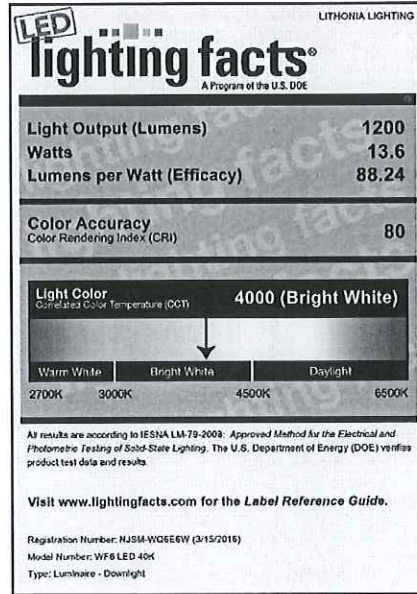 LITHONIA LIGHTING
LED
lighting facts®
A Program of the U.S. DOE
Light Output (Lumens) 1200
Watts 13.6
Lumens per Watt (Efficacy) 88.24
Color Accuracy 80
Color Rendering Index (CRI)
Light Color 4000 (Bright White)
Correlated Color Temperature (CCT)
Warm White Bright White Daylight
2700K 3000K 4500K 6500K
All results are according to IESNA LM-79-2008: Approved Method for the Electrical and
Photometric Testing of Solid-State Lighting. The U.S. Department of Energy (DOE) verifies
product test data and results.
Visit www.lightingfacts.com for the Label Reference Guide.
Registration Number: NJSM-WQ6E6W (3/15/2016)
Model Number: WF6 LED 40K
Type: Luminaire - Downlight